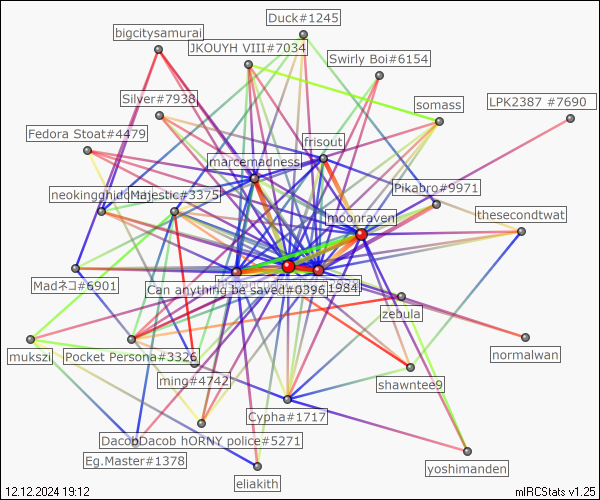 Duck#1245
bigcitysamurai
JKOUYH VIII#7034
Swirly Boi#6154
Silver#7938
LPK2387 #7690
somass
Fedora Stoat#4479
frisout
marcemadness
Pikabro#9971
neokingghidMajestic#3375
moonraven
thesecondtwat
Madネコ#6901
1984
Can anything be saved#0396
zebula
mukszi
Pocket Persona#3326
normalwan
ming#4742
shawntee9
Cypha#1717
DacobDacob hORNY police#5271
Eg.Master#1378
yoshimanden
eliakith
12.12.2024 19:12
mIRCStats v1.25